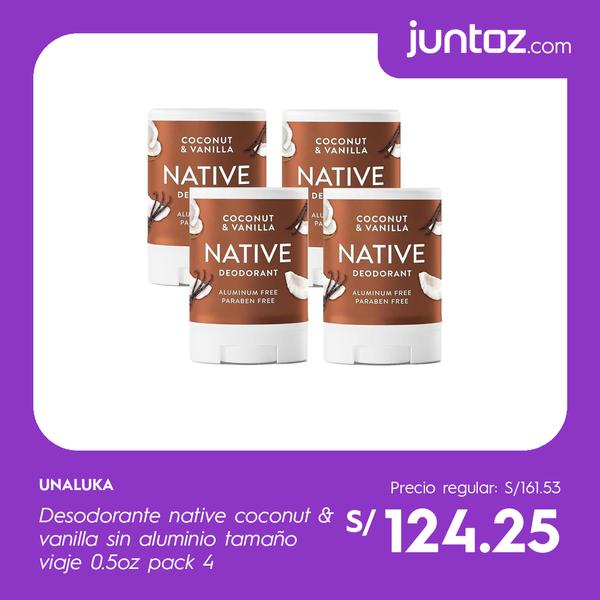 juntoz.com
COCONUT
& VANILLA
NATIVE
COCONUT
& VANILLA
NATIVE
COCONUT
& VANILLA
NATIVE
DEODORANT
ALUMINUM FREE
PARABEN FREE
COCONUT
& VANILLA
NATIVE
DEODORANT
ALUMINUM FREE
PARABEN FREE
UNALUKA
Desodorante native coconut &
vanilla sin aluminio tamaño
viaje 0.5oz pack 4
Precio regular: S/161.53
S/ 124.25